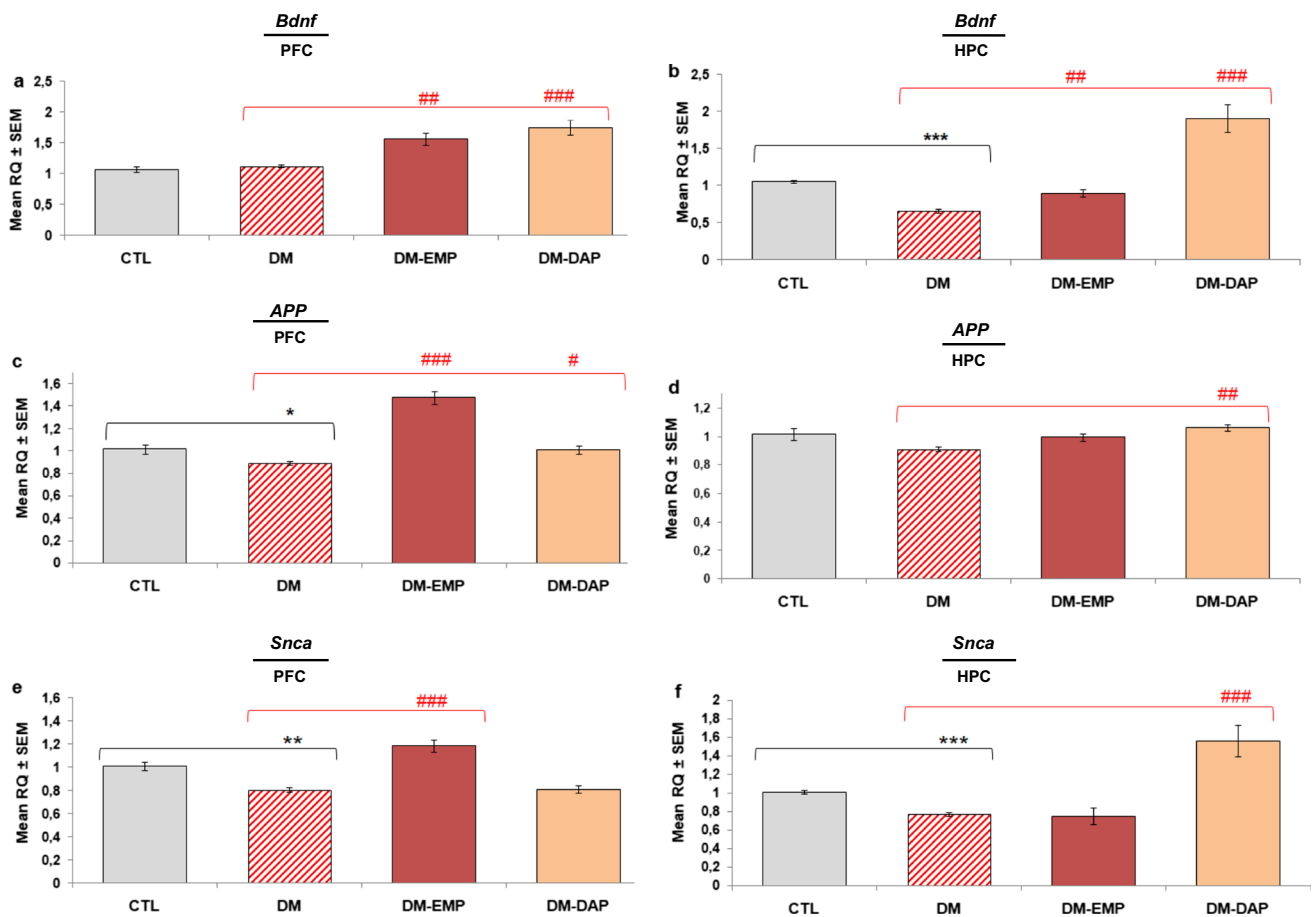 Bdnf
PFC
a
Mean RQ ± SEM
2,5
2
1,5
1
0,5
0
##
###
CTL DM DM-EMP DM-DAP
Bdnf
HPC
b
Mean RQ ± SEM
2,5
2
1,5
1
0,5
0
***
##
###
CTL DM DM-EMP DM-DAP
APP
PFC
c
Mean RQ ± SEM
1,6
1,4
1,2
1
0,8
0,6
0,4
0,2
0
*
###
#
CTL DM DM-EMP DM-DAP
APP
HPC
d
Mean RQ ± SEM
1,2
1
0,8
0,6
0,4
0,2
0
##
CTL DM DM-EMP DM-DAP
Snca
PFC
e
Mean RQ ± SEM
1,6
1,4
1,2
1
0,8
0,6
0,4
0,2
0
**
###
CTL DM DM-EMP DM-DAP
Snca
HPC
f
Mean RQ ± SEM
2
1,8
1,6
1,4
1,2
1
0,8
0,6
0,4
0,2
0
***
###
CTL DM DM-EMP DM-DAP